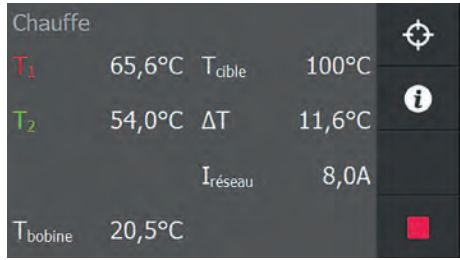 Chauffe
T1 65,6°C Tcible 100°C
T2 54,0°C ΔT 11,6°C
Iréseau 8,0A
Tbobine 20,5°C